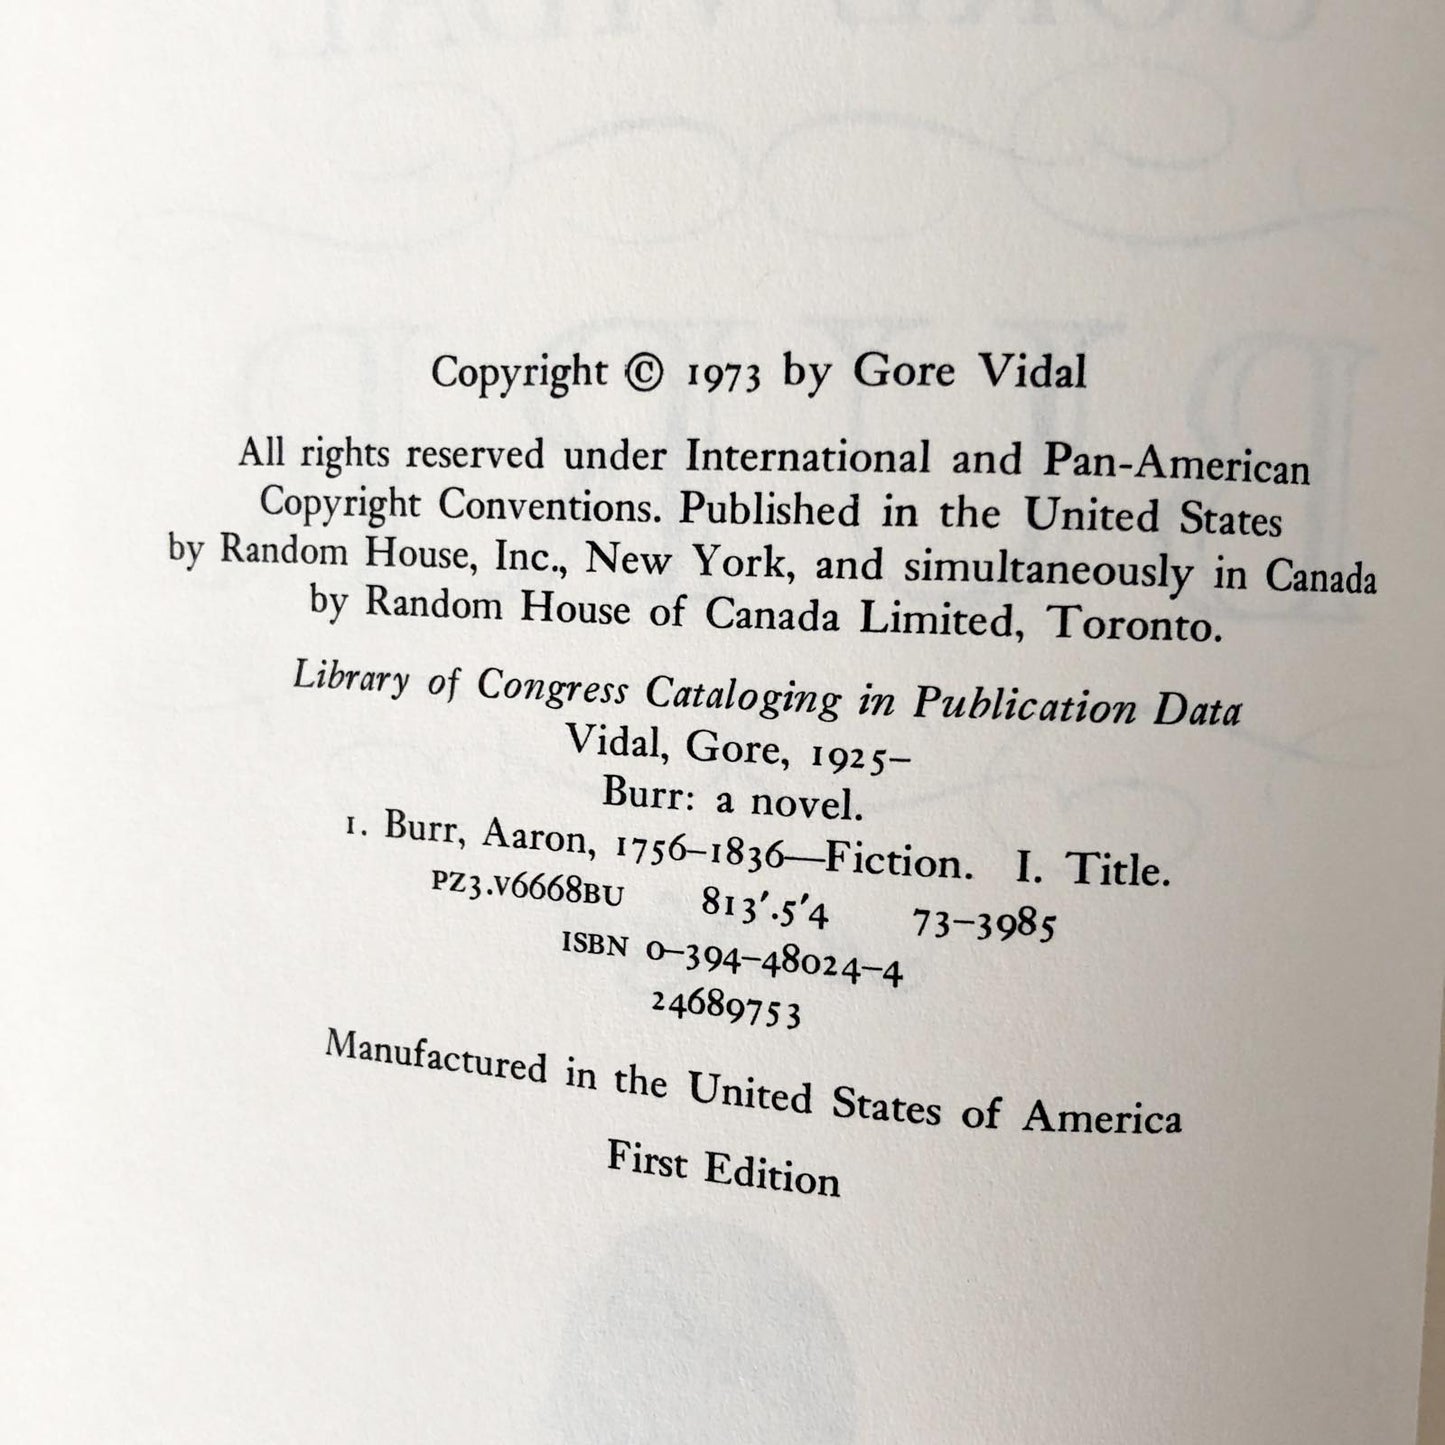 Copyright © 1973 by Gore Vidal
All rights reserved under International and Pan-American
Copyright Conventions. Published in the United States
by Random House, Inc., New York, and simultaneously in Canada
by Random House of Canada Limited, Toronto.
Library of Congress Cataloging in Publication Data
Vidal, Gore, 1925–
Burr: a novel.
1. Burr, Aaron, 1756–1836—Fiction. I. Title.
PZ3.V6668BU 813'.5'4 73–3985
ISBN 0–394–48024–4
24689753
Manufactured in the United States of America
First Edition